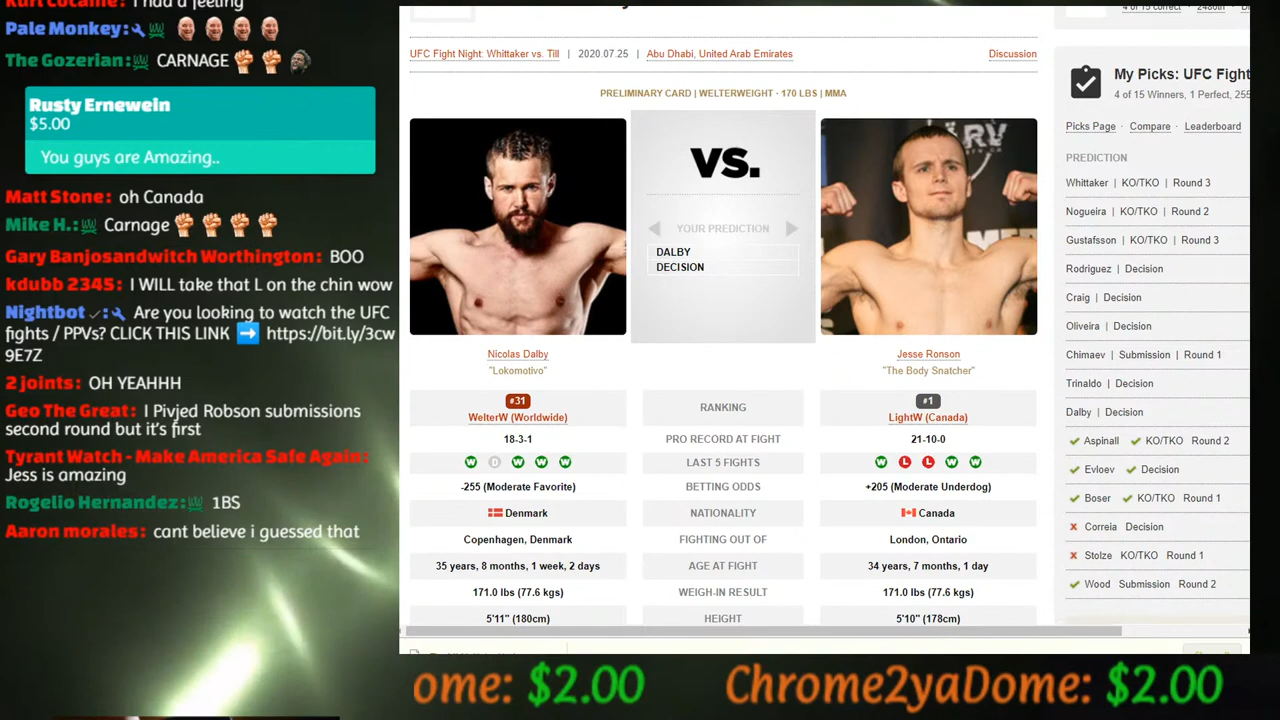 Kurt Cocaine: I had a feeling
Pale Monkey:
The Gozerian: CARNAGE
Rusty Ernewein
$5.00
You guys are Amazing..
Matt Stone: oh Canada
Mike H.: Carnage
Gary Banjosandwitch Worthington: BOO
kdubb 2345: I WILL take that L on the chin wow
Nightbot ✓: Are you looking to watch the UFC
fights / PPVs? CLICK THIS LINK ➡ https://bit.ly/3cw
9E7Z
2 joints: OH YEAHHH
Geo The Great: I Pivjed Robson submissions
second round but it's first
Tyrant Watch - Make America Safe Again:
Jess is amazing
Rogelio Hernandez: 1BS
Aaron morales: cant believe i guessed that
UFC Fight Night: Whittaker vs. Till | 2020.07.25 | Abu Dhabi, United Arab Emirates
Discussion
PRELIMINARY CARD | WELTERWEIGHT · 170 LBS | MMA
VS.
YOUR PREDICTION
DALBY
DECISION
Nicolas Dalby
"Lokomotivo"
Jesse Ronson
"The Body Snatcher"
#31 RANKING #1
WelterW (Worldwide) LightW (Canada)
18-3-1 PRO RECORD AT FIGHT 21-10-0
W D W W W LAST 5 FIGHTS W L L W W
-255 (Moderate Favorite) BETTING ODDS +205 (Moderate Underdog)
Denmark NATIONALITY Canada
Copenhagen, Denmark FIGHTING OUT OF London, Ontario
35 years, 8 months, 1 week, 2 days AGE AT FIGHT 34 years, 7 months, 1 day
171.0 lbs (77.6 kgs) WEIGH-IN RESULT 171.0 lbs (77.6 kgs)
5'11" (180cm) HEIGHT 5'10" (178cm)
4 of 15 correct
My Picks: UFC Fight
4 of 15 Winners, 1 Perfect, 255
Picks Page · Compare · Leaderboard
PREDICTION
Whittaker | KO/TKO | Round 3
Nogueira | KO/TKO | Round 2
Gustafsson | KO/TKO | Round 3
Rodriguez | Decision
Craig | Decision
Oliveira | Decision
Chimaev | Submission | Round 1
Trinaldo | Decision
Dalby | Decision
Aspinall KO/TKO Round 2
Evloev Decision
Boser KO/TKO Round 1
Correia Decision
Stolze KO/TKO Round 1
Wood Submission Round 2
ome: $2.00 Chrome2yaDome: $2.00